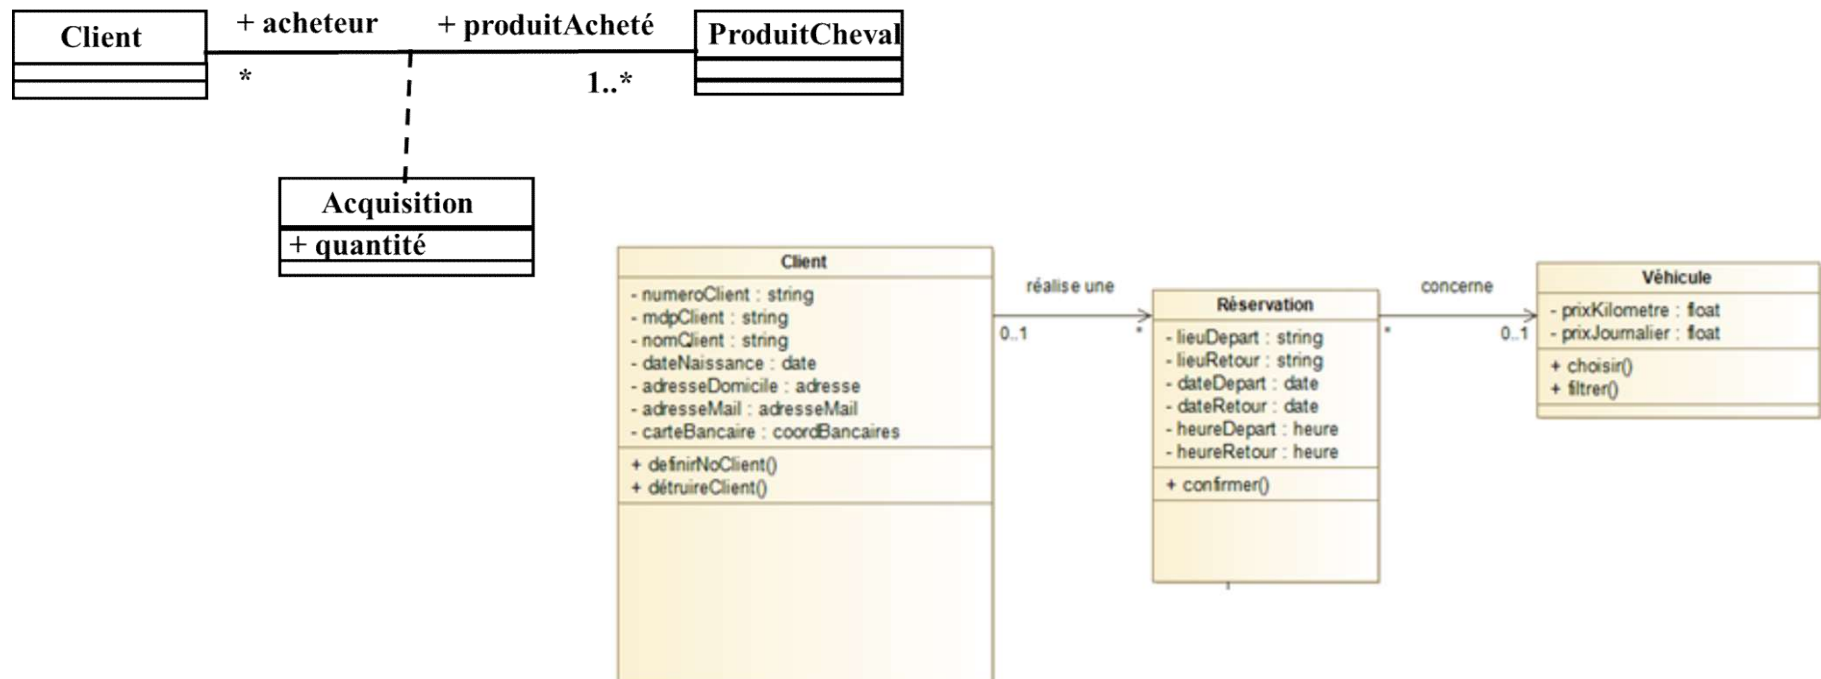 Client
+ acheteur
+ produitAcheté
ProduitCheval
*
1..*
Acquisition
+ quantité
Client
- numeroClient : string
- mdpClient : string
- nomClient : string
- dateNaissance : date
- adresseDomicile : adresse
- adresseMail : adresseMail
- carteBancaire : coordBancaires
+ definirNoClient()
+ détruireClient()
réalise une
0..1
*
Réservation
- lieuDepart : string
- lieuRetour : string
- dateDepart : date
- dateRetour : date
- heureDepart : heure
- heureRetour : heure
+ confirmer()
concerne
*
0..1
Véhicule
- prixKilometre : float
- prixJournalier : float
+ choisir()
+ filtrer()